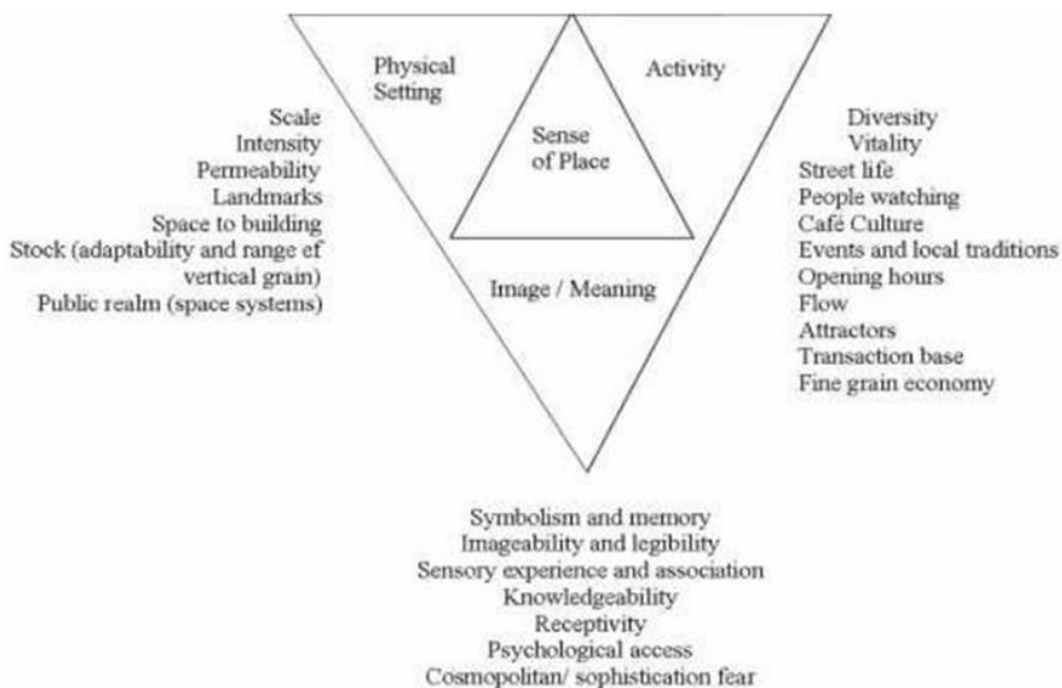 Physical
Setting
Activity
Sense
of Place
Image / Meaning
Scale
Intensity
Permeability
Landmarks
Space to building
Stock (adaptability and range ef
vertical grain)
Public realm (space systems)
Diversity
Vitality
Street life
People watching
Café Culture
Events and local traditions
Opening hours
Flow
Attractors
Transaction base
Fine grain economy
Symbolism and memory
Imageability and legibility
Sensory experience and association
Knowledgeability
Receptivity
Psychological access
Cosmopolitan/ sophistication fear